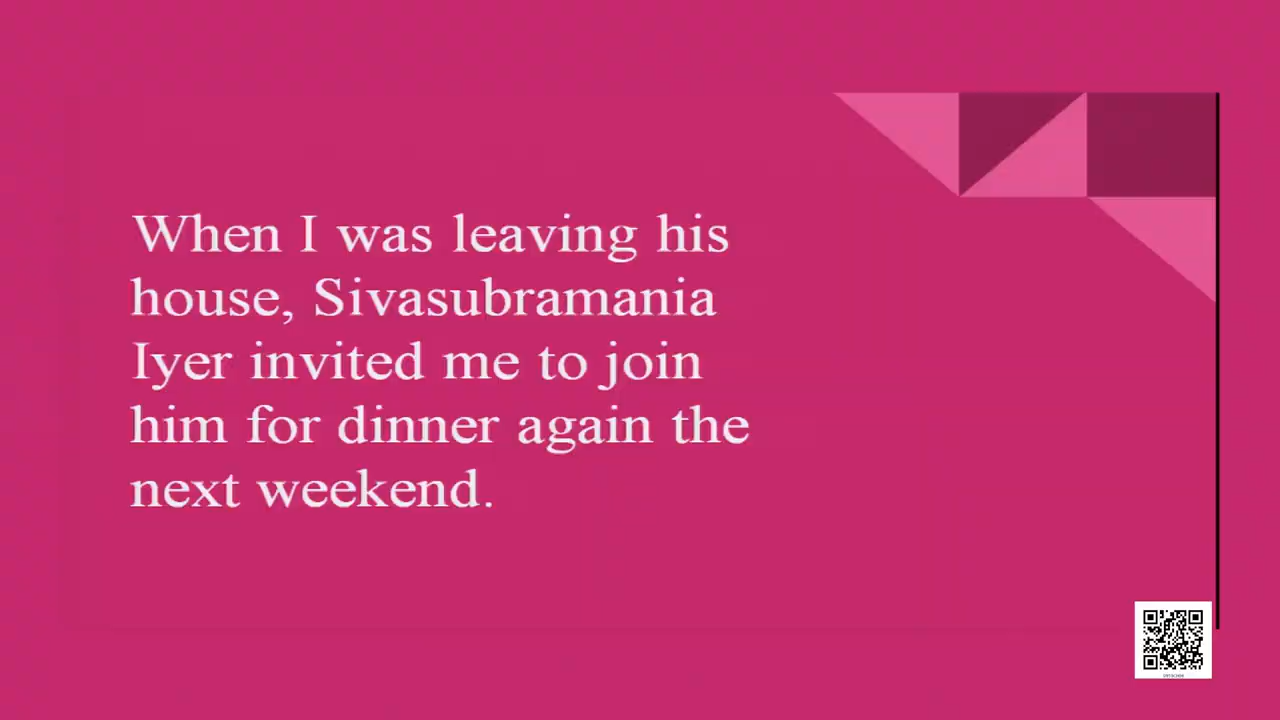 When I was leaving his
house, Sivasubramania
Iyer invited me to join
him for dinner again the
next weekend.